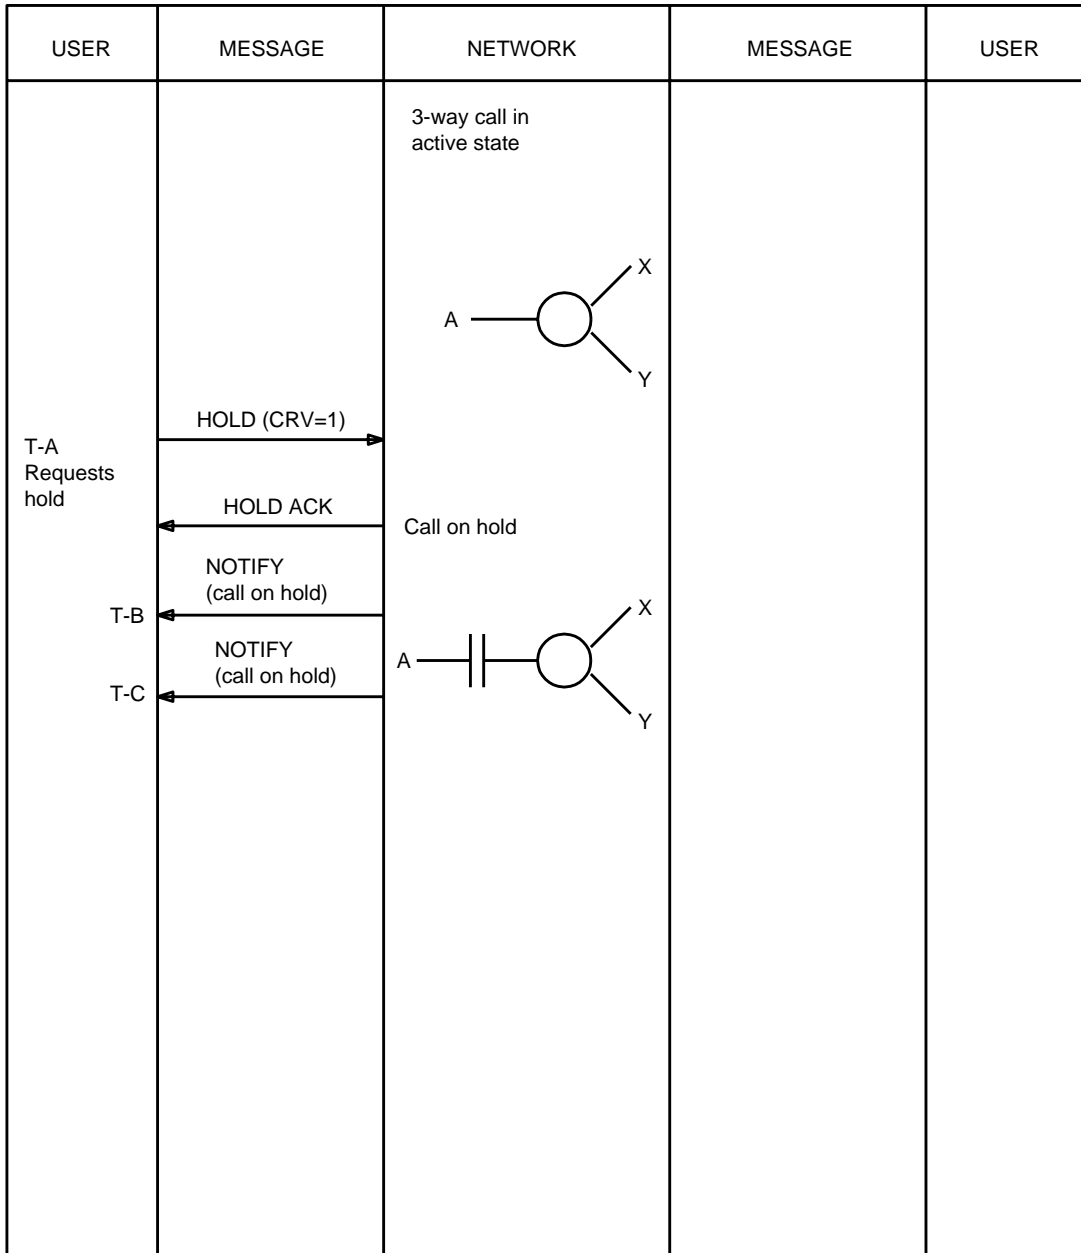 USER
MESSAGE
NETWORK
MESSAGE
USER
3-way call in
active state
X
A
Y
HOLD (CRV=1)
T-A
Requests
hold
HOLD ACK
Call on hold
NOTIFY
(call on hold)
T-B
X
NOTIFY
(call on hold)
A
T-C
Y